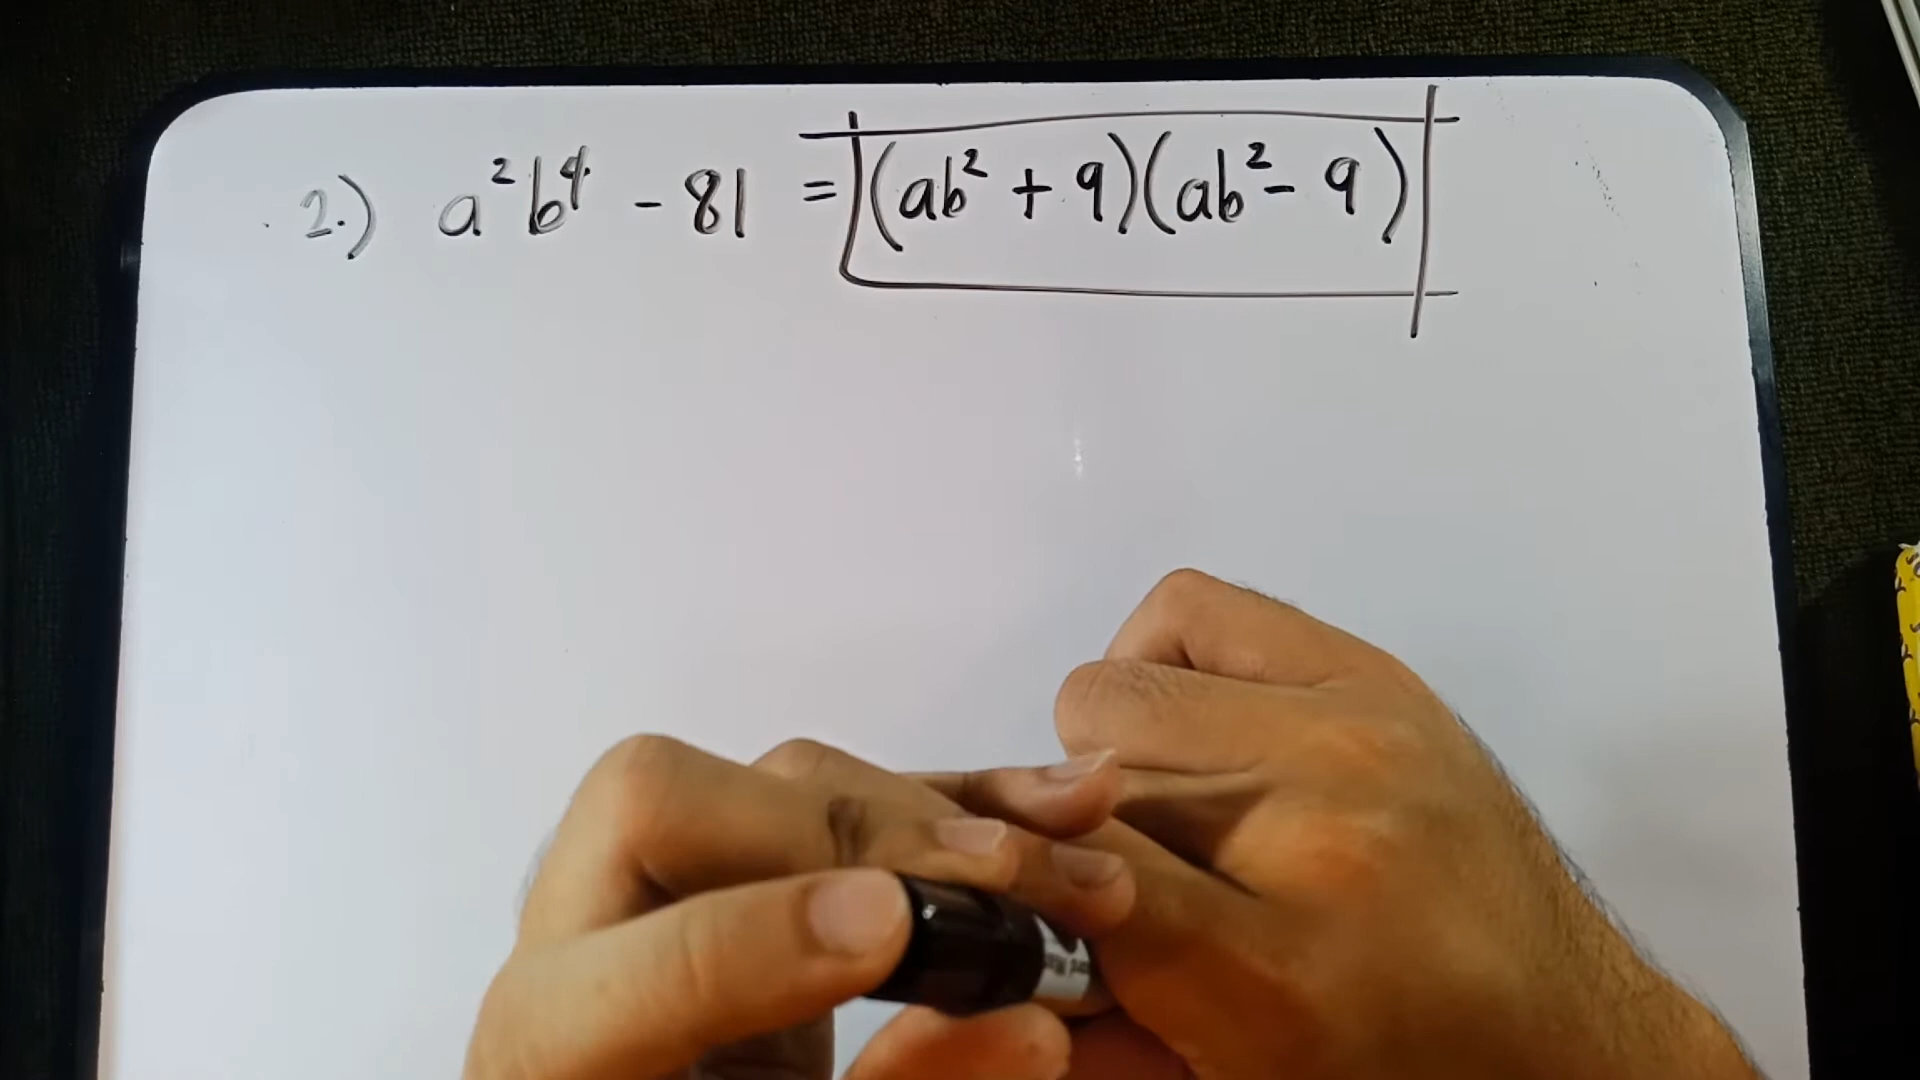 2.) a²b⁴ - 81 = (ab² + 9)(ab² - 9)